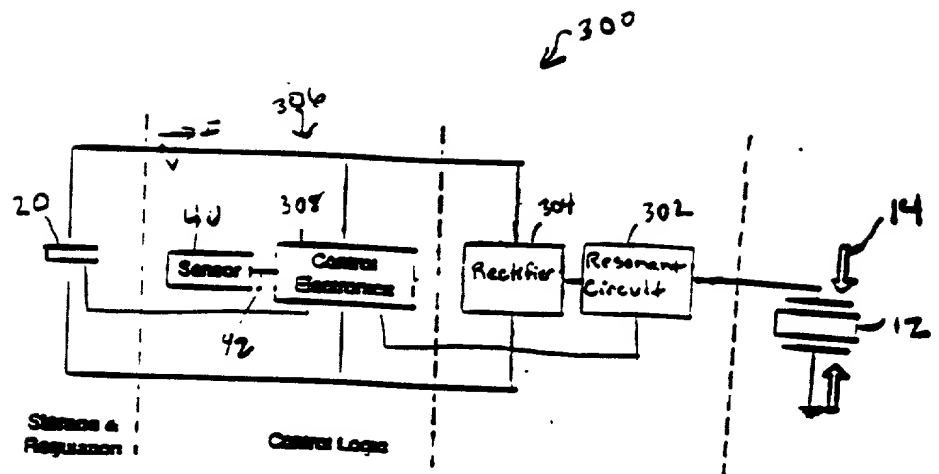 300
306
→ I
V
20
40
308
304
302
14
Sensor
Control
Electronics
Rectifier
Resonant
Circuit
12
42
Storage &
Regulation
Control Logic